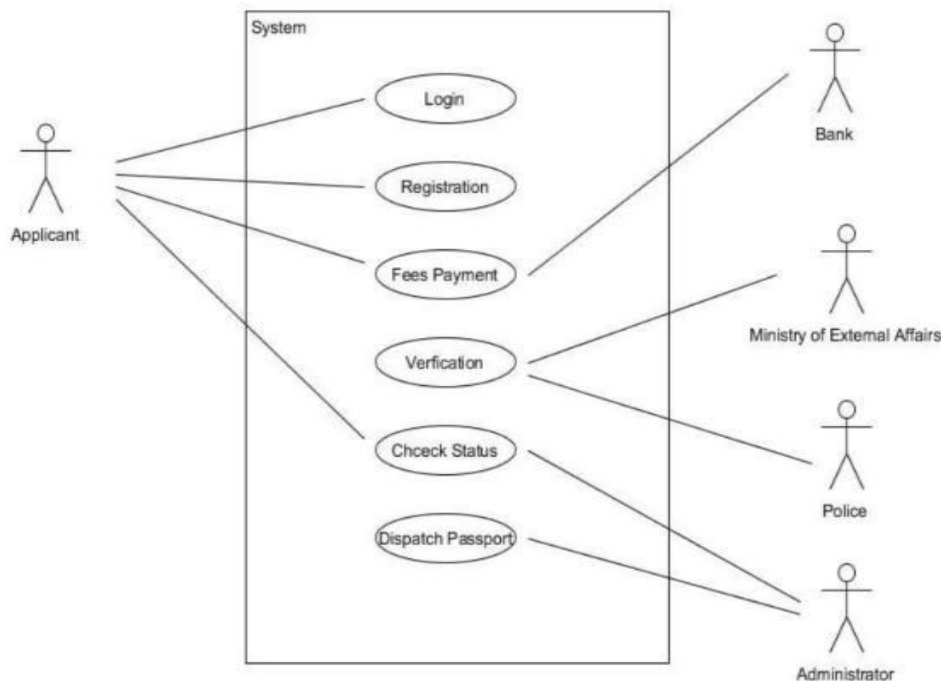 System
Login
Bank
Registration
Applicant
Fees Payment
Ministry of External Affairs
Verfication
Chceck Status
Police
Dispatch Passport
Administrator